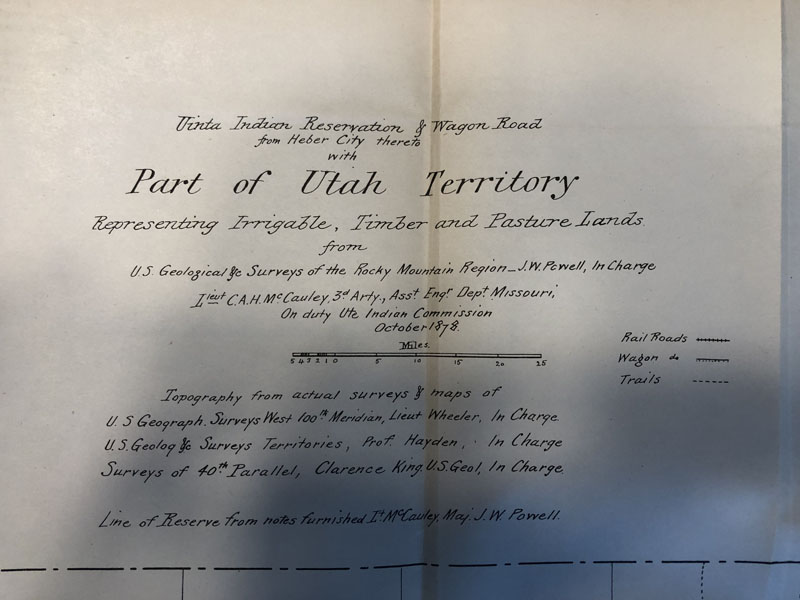 Uinta Indian Reservation & Wagon Road
from Heber City thereto
with
Part of Utah Territory
Representing Irrigable, Timber and Pasture Lands
from
U.S. Geological &c Surveys of the Rocky Mountain Region_J.W. Powell, In Charge
Lieut C.A.H. McCauley, 3d Arty., Asst Engr Dept Missouri,
On duty Ute Indian Commission
October 1878.
Miles.
5 4 3 2 1 0 5 10 15 20 25
Rail Roads
Wagon do
Trails
Topography from actual surveys & maps of
U S Geograph. Surveys West 100th Meridian, Lieut Wheeler, In Charge
U.S. Geolog &c Surveys Territories, Prof. Hayden, In Charge
Surveys of 40th Parallel, Clarence King U.S. Geol, In Charge
Line of Reserve from notes furnished Lt McCauley, Maj. J.W. Powell.